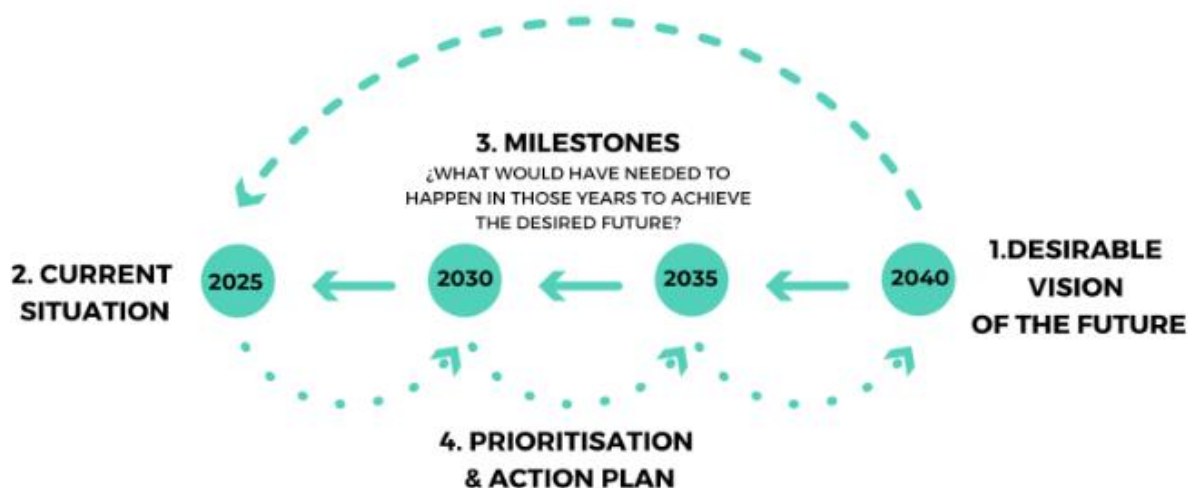 3. MILESTONES
¿WHAT WOULD HAVE NEEDED TO
HAPPEN IN THOSE YEARS TO ACHIEVE
THE DESIRED FUTURE?
2. CURRENT
SITUATION
2025
2030
2035
2040
1.DESIRABLE
VISION
OF THE FUTURE
4. PRIORITISATION
& ACTION PLAN